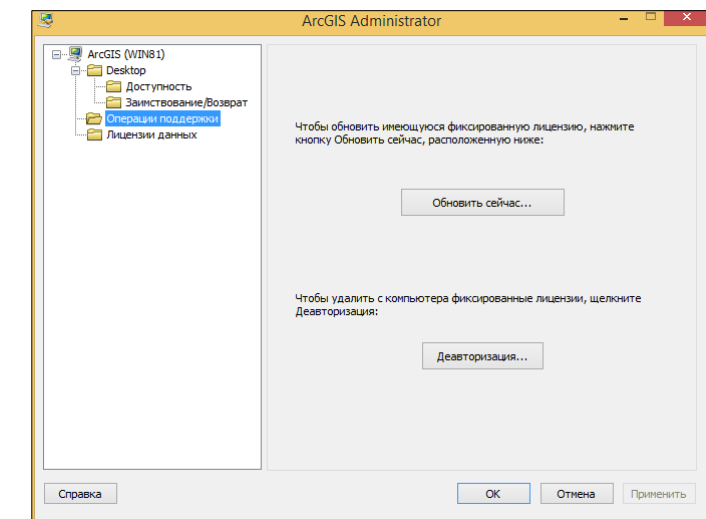 ArcGIS Administrator
ArcGIS (WIN81)
Desktop
Доступность
Заимствование/Возврат
Операции поддержки
Лицензии данных
Чтобы обновить имеющуюся фиксированную лицензию, нажмите
кнопку Обновить сейчас, расположенную ниже:
Обновить сейчас...
Чтобы удалить с компьютера фиксированные лицензии, щелкните
Деавторизация:
Деавторизация...
Справка
ОК
Отмена
Применить